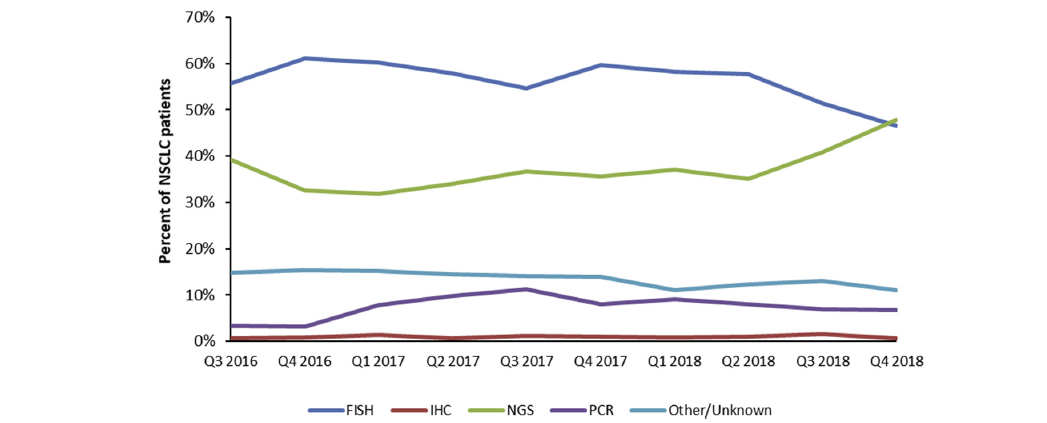 Percent of NSCLC patients
70%
60%
50%
40%
30%
20%
10%
0%
Q3 2016 Q4 2016 Q1 2017 Q2 2017 Q3 2017 Q4 2017 Q1 2018 Q2 2018 Q3 2018 Q4 2018
FISH IHC NGS PCR Other/Unknown